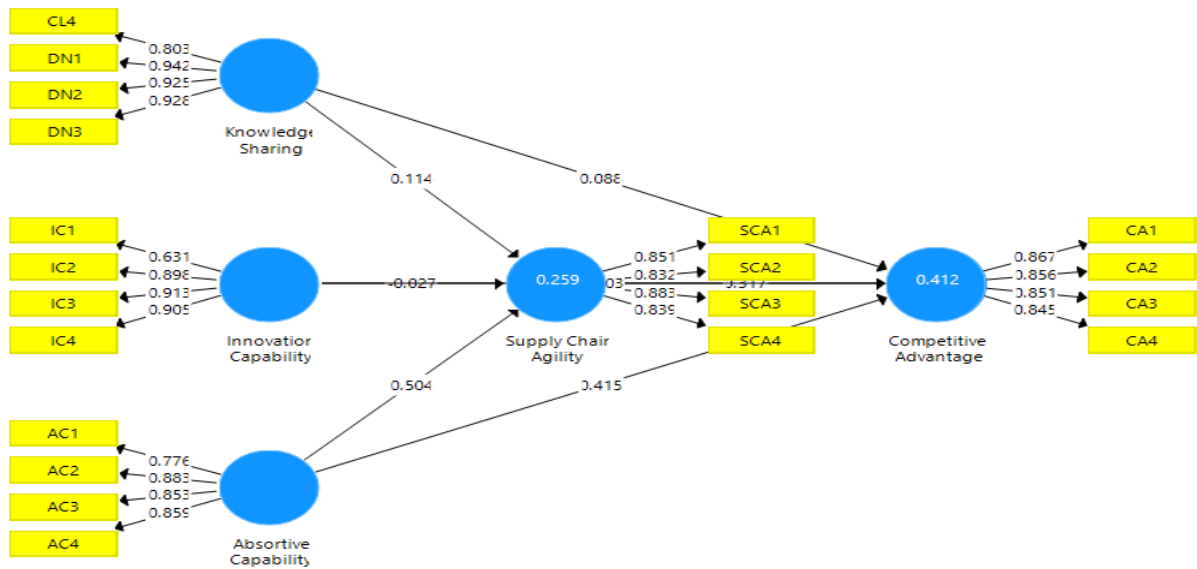 CL4
DN1
DN2
DN3
0.803
0.942
0.925
0.928
Knowledge
Sharing
0.114
0.088
IC1
IC2
IC3
IC4
0.631
0.898
0.913
0.905
Innovation
Capability
-0.027
0.259
Supply Chain
Agility
0.851
0.832
0.883
0.839
SCA1
SCA2
SCA3
SCA4
0.317
0.412
Competitive
Advantage
0.867
0.856
0.851
0.845
CA1
CA2
CA3
CA4
0.504
0.415
AC1
AC2
AC3
AC4
0.776
0.883
0.853
0.859
Absortive
Capability